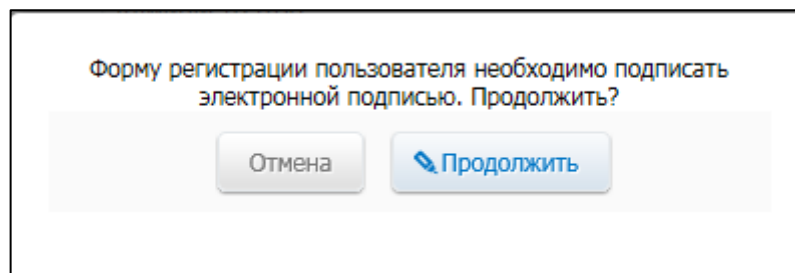 Форму регистрации пользователя необходимо подписать
электронной подписью. Продолжить?
Отмена Продолжить